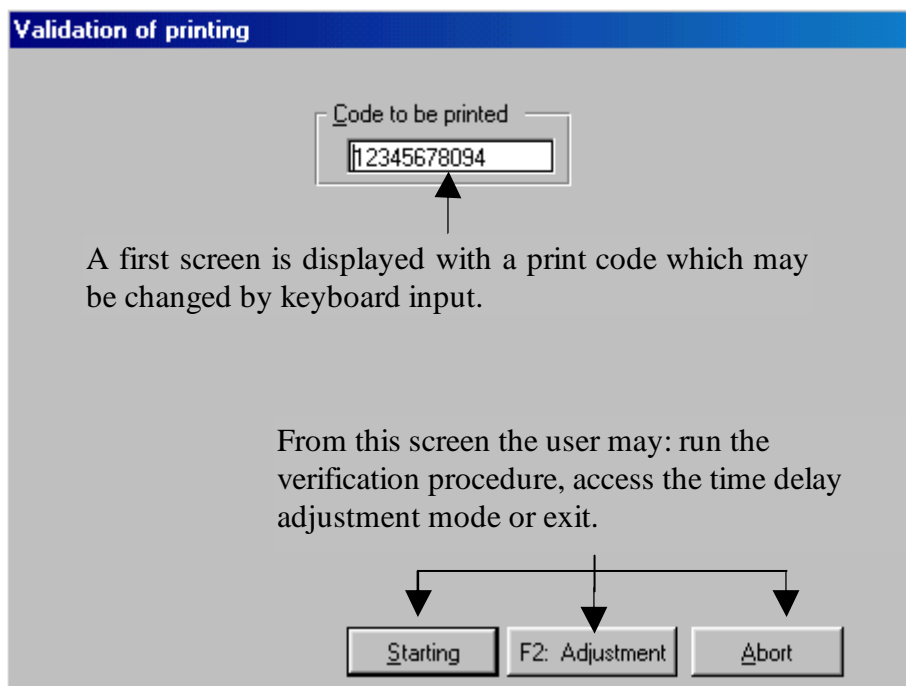 Validation of printing
Code to be printed
12345678094
A first screen is displayed with a print code which may
be changed by keyboard input.
From this screen the user may: run the
verification procedure, access the time delay
adjustment mode or exit.
Starting F2: Adjustment Abort